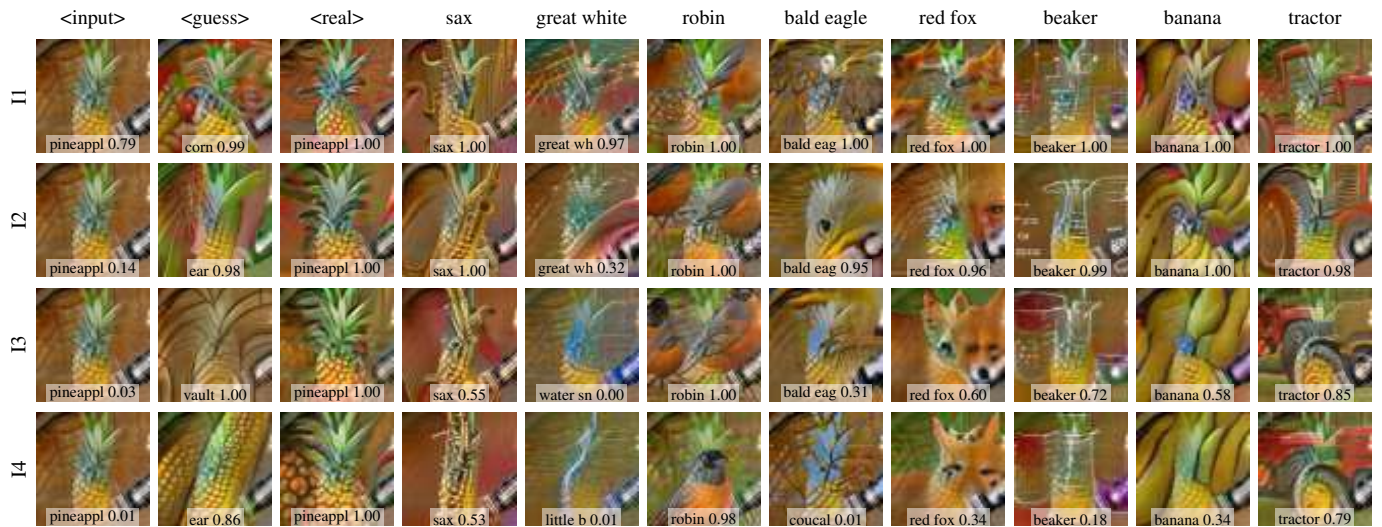 <input> <guess> <real> sax great white robin bald eagle red fox beaker banana tractor
I1
pineappl 0.79 corn 0.99 pineappl 1.00 sax 1.00 great wh 0.97 robin 1.00 bald eag 1.00 red fox 1.00 beaker 1.00 banana 1.00 tractor 1.00
I2
pineappl 0.14 ear 0.98 pineappl 1.00 sax 1.00 great wh 0.32 robin 1.00 bald eag 0.95 red fox 0.96 beaker 0.99 banana 1.00 tractor 0.98
I3
pineappl 0.03 vault 1.00 pineappl 1.00 sax 0.55 water sn 0.00 robin 1.00 bald eag 0.31 red fox 0.60 beaker 0.72 banana 0.58 tractor 0.85
I4
pineappl 0.01 ear 0.86 pineappl 1.00 sax 0.53 little b 0.01 robin 0.98 coucal 0.01 red fox 0.34 beaker 0.18 banana 0.34 tractor 0.79